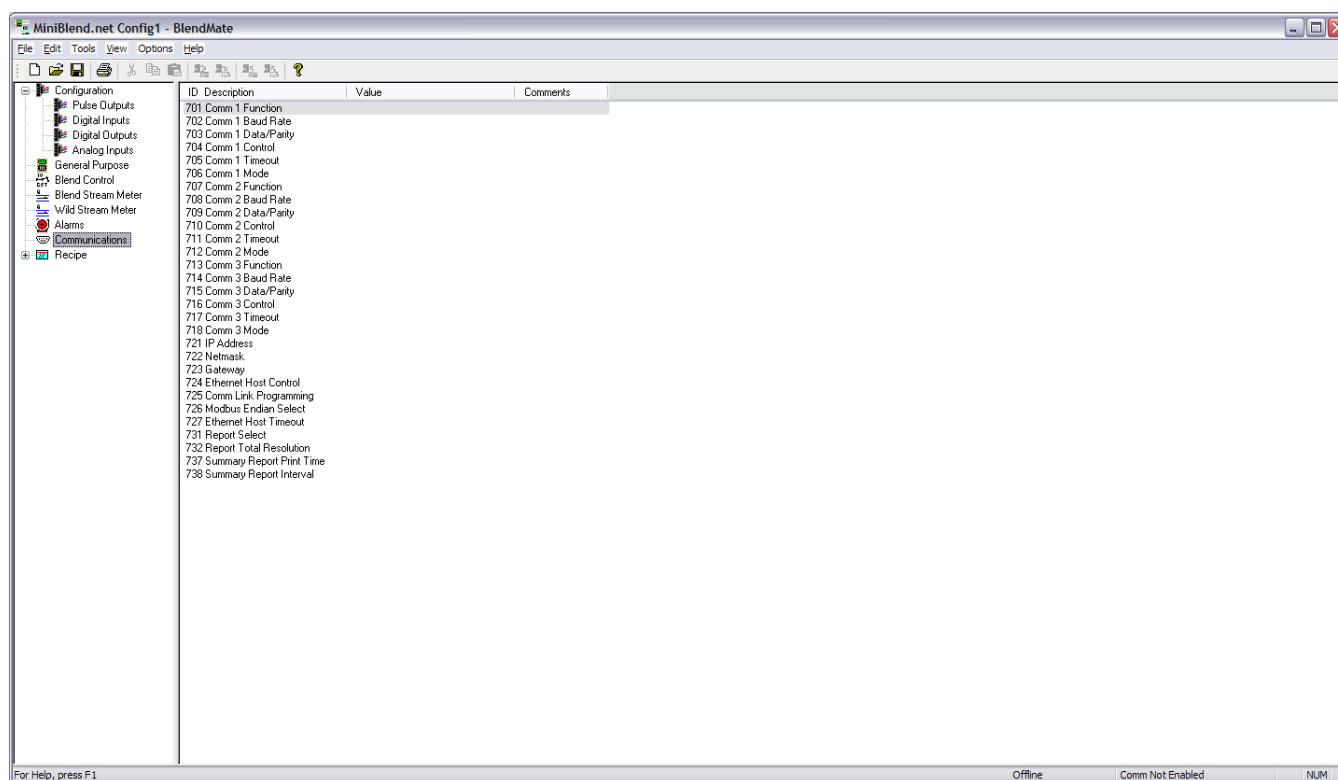 MiniBlend.net Config1 - BlendMate
File Edit Tools View Options Help
Configuration
Pulse Outputs
Digital Inputs
Digital Outputs
Analog Inputs
General Purpose
Blend Control
Blend Stream Meter
Wild Stream Meter
Alarms
Communications
Recipe
ID Description Value Comments
701 Comm 1 Function
702 Comm 1 Baud Rate
703 Comm 1 Data/Parity
704 Comm 1 Control
705 Comm 1 Timeout
706 Comm 1 Mode
707 Comm 2 Function
708 Comm 2 Baud Rate
709 Comm 2 Data/Parity
710 Comm 2 Control
711 Comm 2 Timeout
712 Comm 2 Mode
713 Comm 3 Function
714 Comm 3 Baud Rate
715 Comm 3 Data/Parity
716 Comm 3 Control
717 Comm 3 Timeout
718 Comm 3 Mode
721 IP Address
722 Netmask
723 Gateway
724 Ethernet Host Control
725 Comm Link Programming
726 Modbus Endian Select
727 Ethernet Host Timeout
731 Report Select
732 Report Total Resolution
737 Summary Report Print Time
738 Summary Report Interval
For Help, press F1 Offline Comm Not Enabled NUM